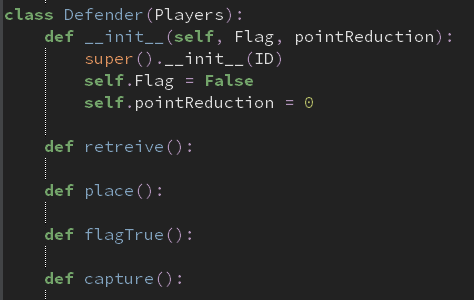 class Defender(Players):
    def __init__(self, Flag, pointReduction):
        super().__init__(ID)
        self.Flag = False
        self.pointReduction = 0
    def retreive():
    def place():
    def flagTrue():
    def capture():